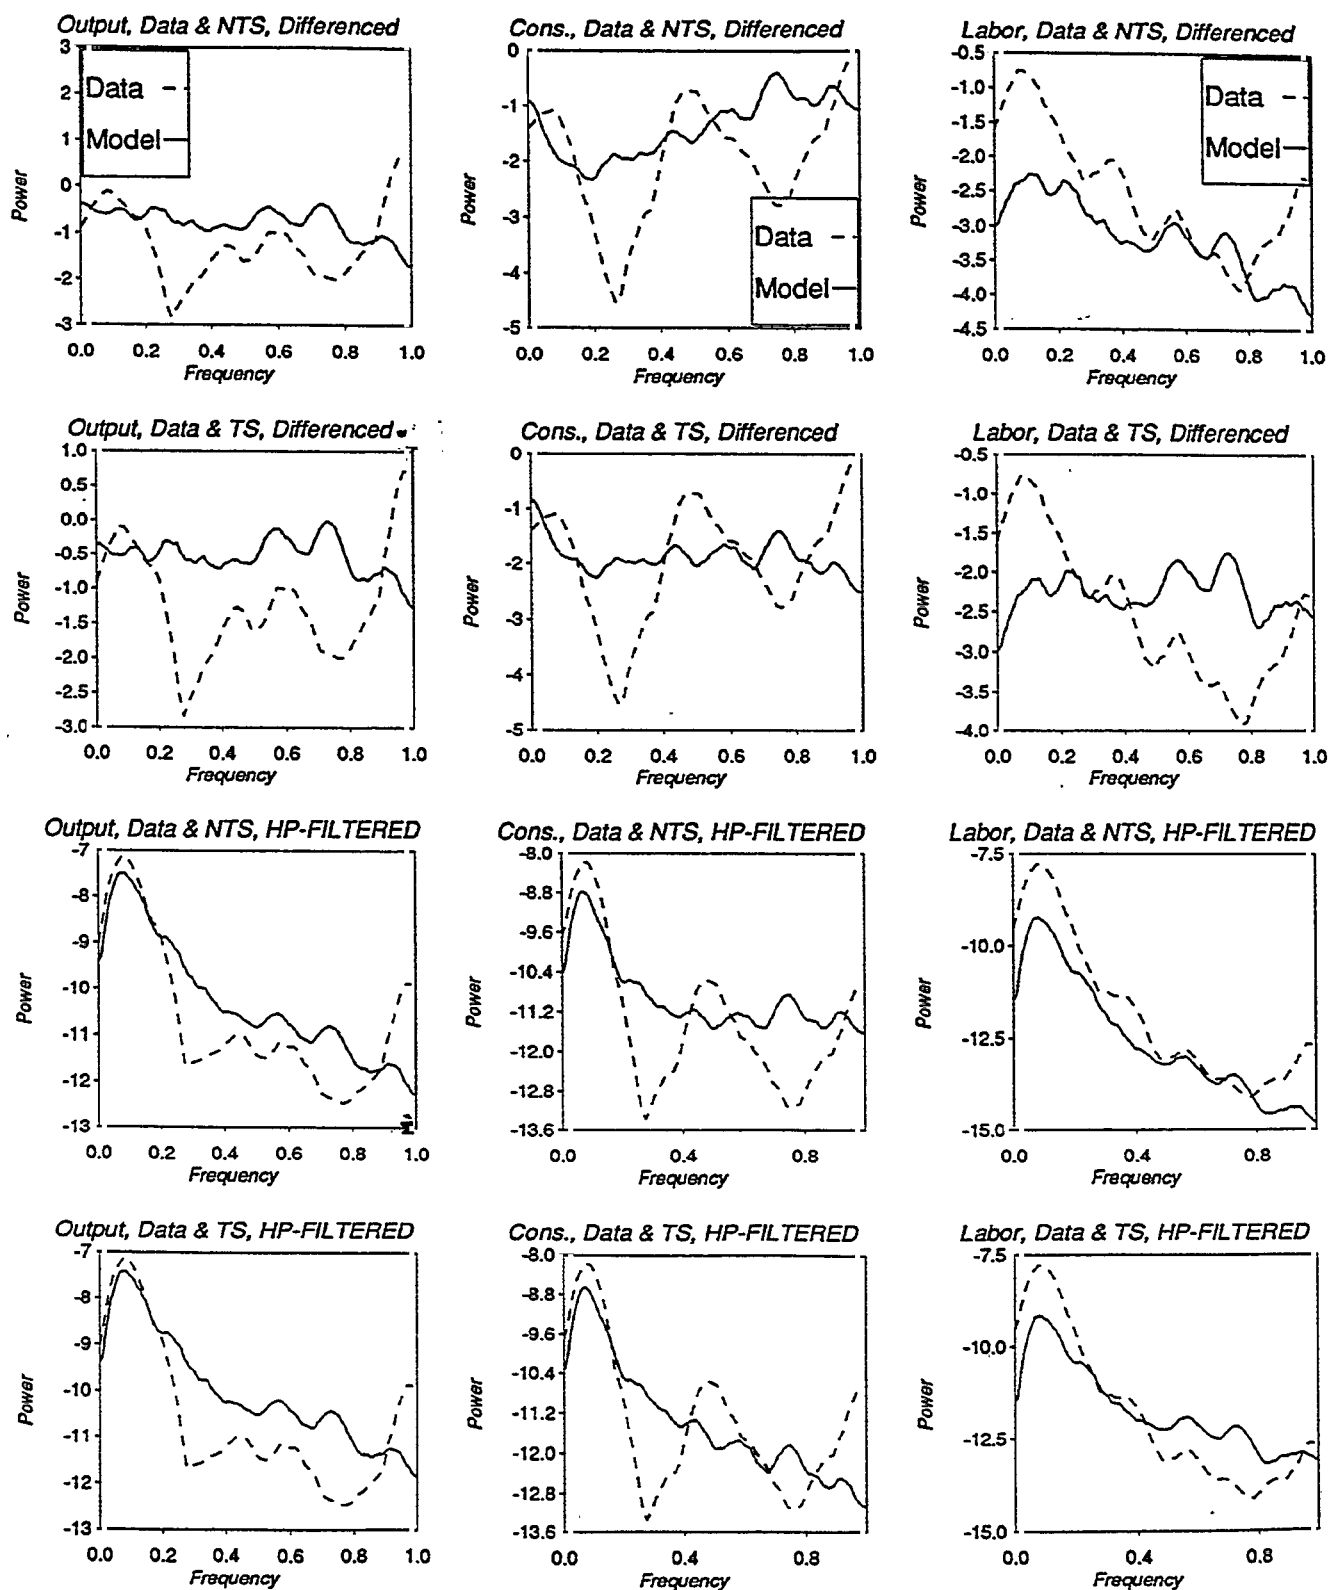 Output, Data & NTS, Differenced
3
2
1
0
-1
-2
-3
Power
Data
Model
0.0 0.2 0.4 0.6 0.8 1.0
Frequency
Cons., Data & NTS, Differenced
0
-1
-2
-3
-4
-5
Power
Data
Model
0.0 0.2 0.4 0.6 0.8 1.0
Frequency
Labor, Data & NTS, Differenced
-0.5
-1.0
-1.5
-2.0
-2.5
-3.0
-3.5
-4.0
-4.5
Power
Data
Model
0.0 0.2 0.4 0.6 0.8 1.0
Frequency
Output, Data & TS, Differenced
1.0
0.5
0.0
-0.5
-1.0
-1.5
-2.0
-2.5
-3.0
Power
0.0 0.2 0.4 0.6 0.8 1.0
Frequency
Cons., Data & TS, Differenced
0
-1
-2
-3
-4
-5
Power
0.0 0.2 0.4 0.6 0.8 1.0
Frequency
Labor, Data & TS, Differenced
-0.5
-1.0
-1.5
-2.0
-2.5
-3.0
-3.5
-4.0
Power
0.0 0.2 0.4 0.6 0.8 1.0
Frequency
Output, Data & NTS, HP-FILTERED
-7
-8
-9
-10
-11
-12
-13
Power
0.0 0.2 0.4 0.6 0.8 1.0
Frequency
Cons., Data & NTS, HP-FILTERED
-8.0
-8.8
-9.6
-10.4
-11.2
-12.0
-12.8
-13.6
Power
0.0 0.4 0.8
Frequency
Labor, Data & NTS, HP-FILTERED
-7.5
-10.0
-12.5
-15.0
Power
0.0 0.4 0.8
Frequency
Output, Data & TS, HP-FILTERED
-7
-8
-9
-10
-11
-12
-13
Power
0.0 0.2 0.4 0.6 0.8 1.0
Frequency
Cons., Data & TS, HP-FILTERED
-8.0
-8.8
-9.6
-10.4
-11.2
-12.0
-12.8
-13.6
Power
0.0 0.4 0.8
Frequency
Labor, Data & TS, HP-FILTERED
-7.5
-10.0
-12.5
-15.0
Power
0.0 0.4 0.8
Frequency